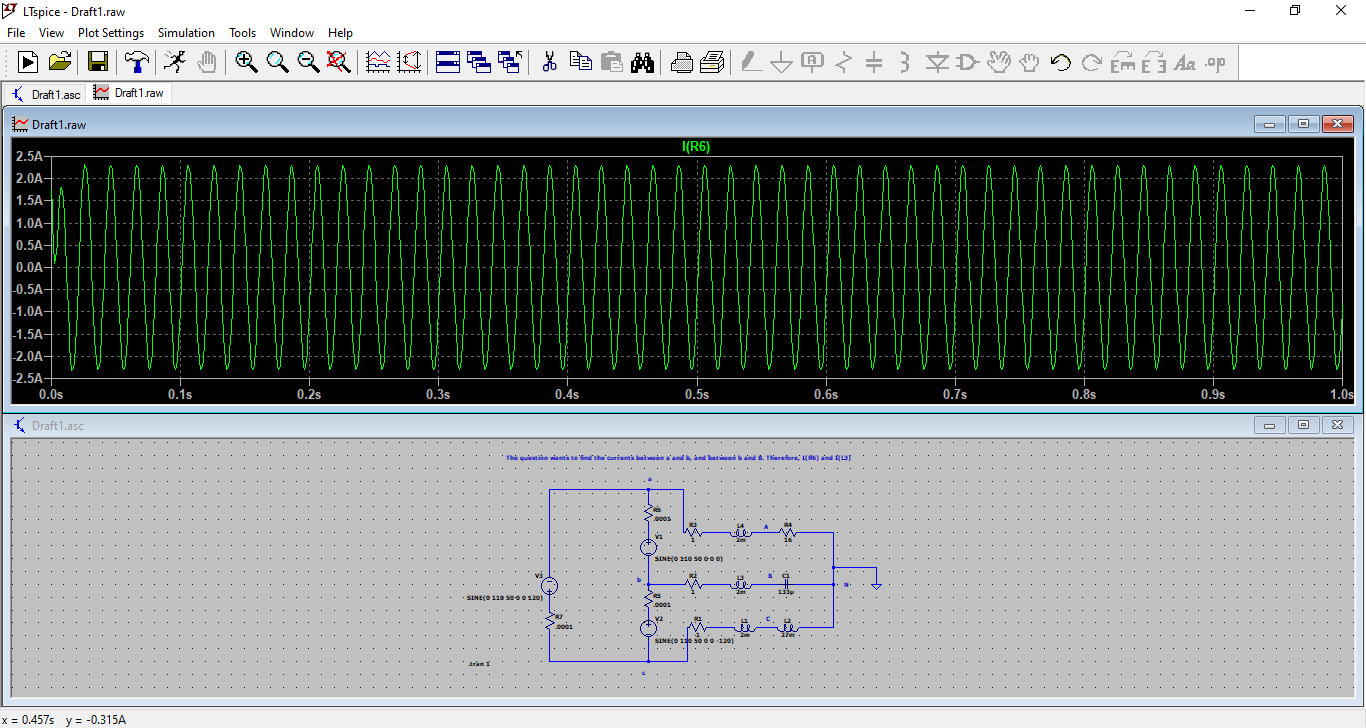 LTspice - Draft1.raw
File View Plot Settings Simulation Tools Window Help
Draft1.asc Draft1.raw
Draft1.raw
I(R6)
2.5A
2.0A
1.5A
1.0A
0.5A
0.0A
-0.5A
-1.0A
-1.5A
-2.0A
-2.5A
0.0s 0.1s 0.2s 0.3s 0.4s 0.5s 0.6s 0.7s 0.8s 0.9s 1.0s
Draft1.asc
The question wants to find the currents between a and b, and between b and B. Therefore, I(R6) and I(L3)
a
R6
.0001
R3
1
L4
2m
A
R4
16
V1
SINE(0 110 50 0 0 0)
V3
SINE(0 110 50 0 0 120)
b
R2
1
L3
2m
B
C1
133µ
N
R5
.0001
R7
.0001
V2
SINE(0 110 50 0 0 -120)
R1
1
L1
2m
C
L2
27m
.tran 1
c
x = 0.457s y = -0.315A